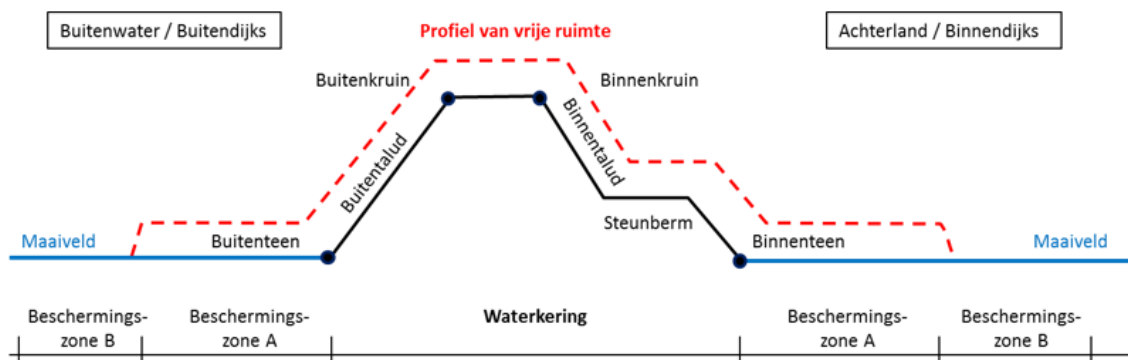 Buitenwater / Buitendijks
Profiel van vrije ruimte
Achterland / Binnendijks
Buitenkruin
Binnenkruin
Buitentalud
Binnentalud
Steunberm
Maaiveld
Buitenteen
Binnenteen
Maaiveld
Beschermings-
zone B
Beschermings-
zone A
Waterkering
Beschermings-
zone A
Beschermings-
zone B